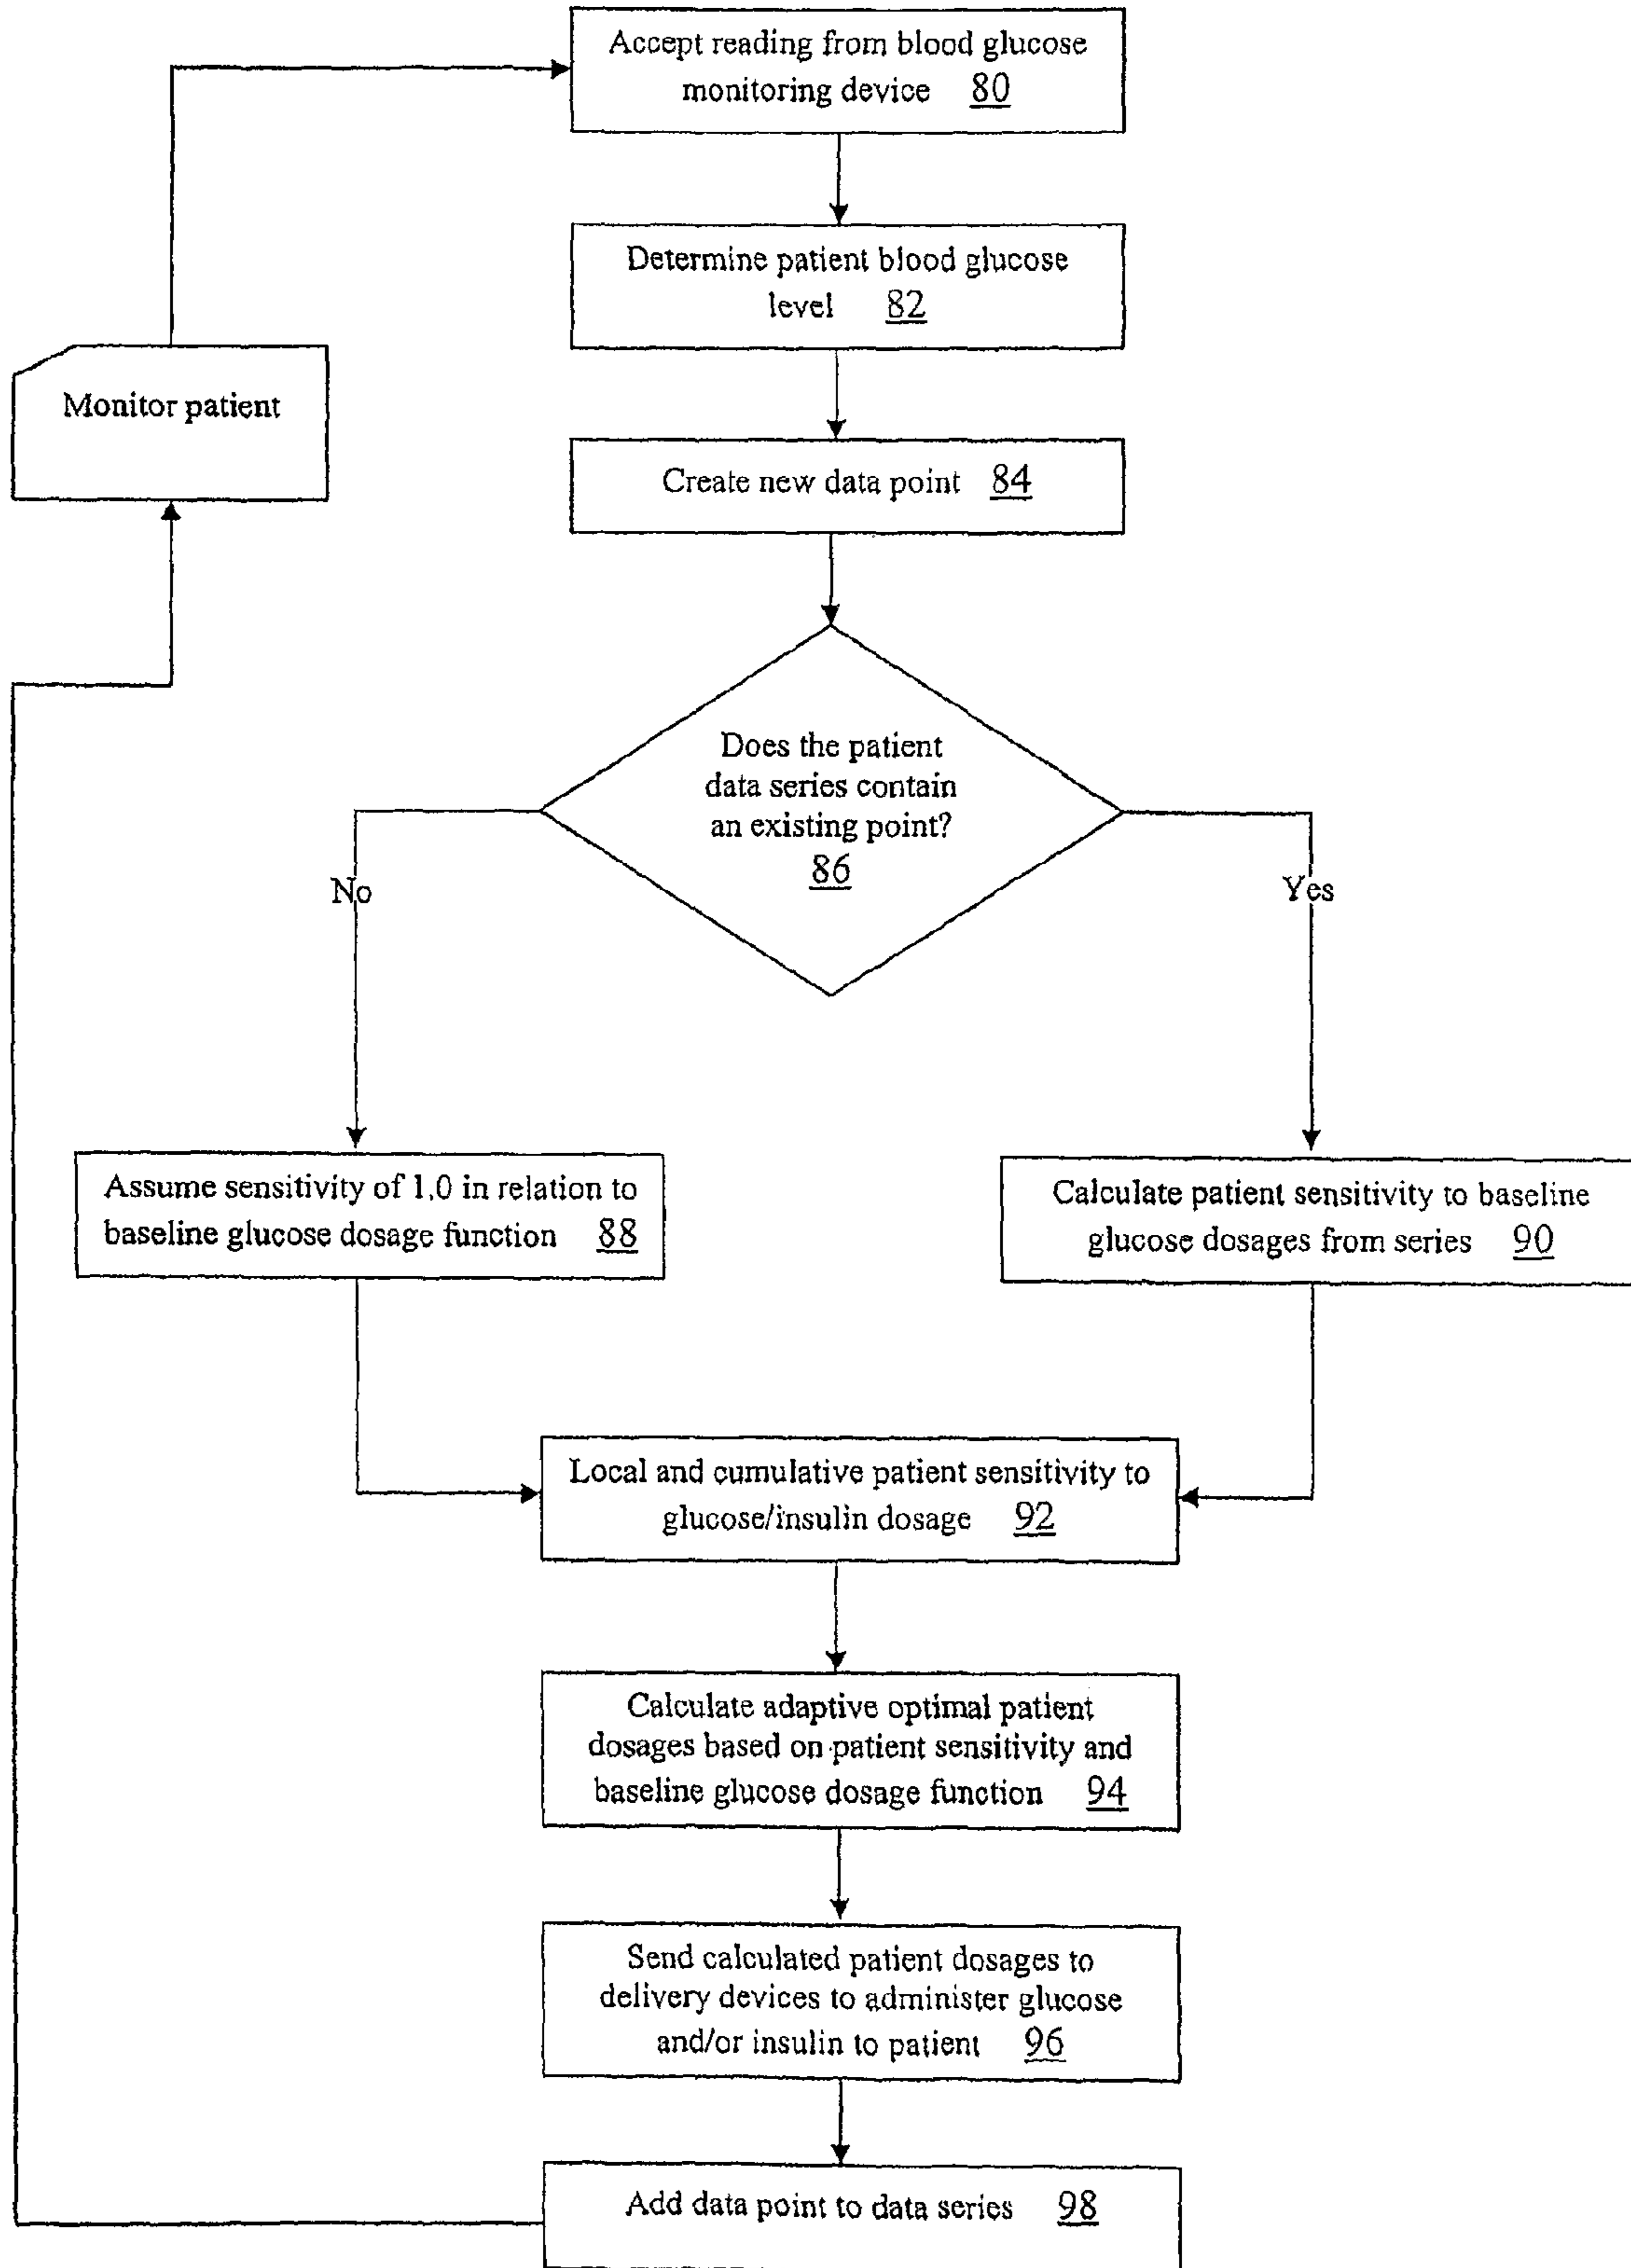 Accept reading from blood glucose
monitoring device 80
Determine patient blood glucose
level 82
Monitor patient
Create new data point 84
Does the patient
data series contain
an existing point?
86
No
Yes
Assume sensitivity of 1.0 in relation to
baseline glucose dosage function 88
Calculate patient sensitivity to baseline
glucose dosages from series 90
Local and cumulative patient sensitivity to
glucose/insulin dosage 92
Calculate adaptive optimal patient
dosages based on patient sensitivity and
baseline glucose dosage function 94
Send calculated patient dosages to
delivery devices to administer glucose
and/or insulin to patient 96
Add data point to data series 98